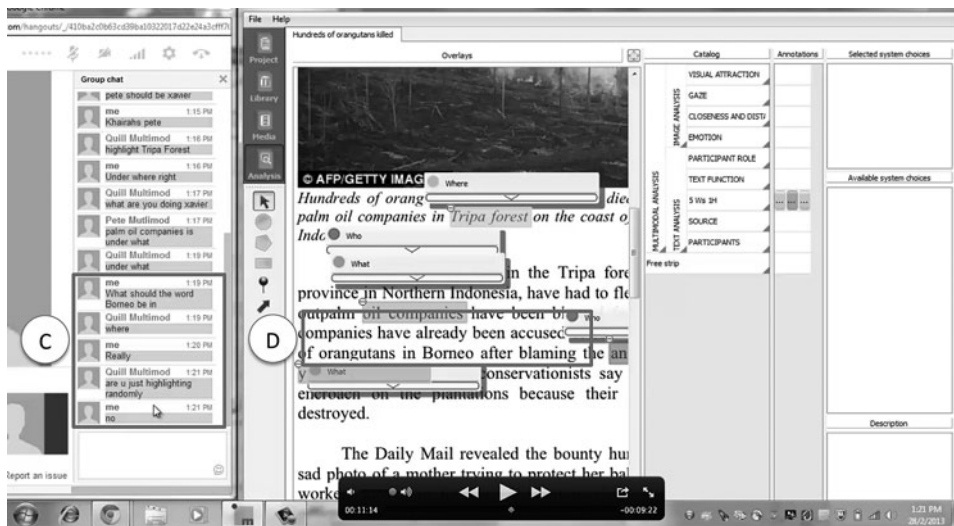 om/hangouts/_/410ba2c0b63cd39ba10322017d22e24a3cfff7
Group chat
pete should be xavier
me 1:15 PM
Khairahs pete
Quill Multimod 1:16 PM
highlight Tripa Forest
me 1:16 PM
Under where right
Quill Multimod 1:17 PM
what are you doing xavier
Pete Mutlimod 1:17 PM
palm oil companies is
under what
Quill Multimod 1:19 PM
under what
me 1:19 PM
What should the word
Borneo be in
Quill Multimod 1:19 PM
where
me 1:20 PM
Really
Quill Multimod 1:21 PM
are u just highlighting
randomly
me 1:21 PM
no
C
Report an issue
File Help
Project
Library
Media
Analysis
Hundreds of orangutans killed
Overlays
© AFP/GETTY IMAG
Where
Hundreds of orang died
palm oil companies in Tripa forest on the coast of
Indo
Who
What
in the Tripa fore
province in Northern Indonesia, have had to fle
outpalm oil companies have been bl
Who
companies have already been accused
of orangutans in Borneo after blaming the an
What
conservationists say
encroach on the plantations because their
destroyed.
The Daily Mail revealed the bounty hu
sad photo of a mother trying to protect her ba
worke
D
00:11:14
-00:09:22
Catalog
Annotations
Selected system choices
MULTIMODAL ANALYSIS
IMAGE ANALYSIS
VISUAL ATTRACTION
GAZE
CLOSENESS AND DISTA
EMOTION
TEXT ANALYSIS
PARTICIPANT ROLE
TEXT FUNCTION
5 Ws 1H
SOURCE
PARTICIPANTS
Free strip
Available system choices
Description
1:21 PM
28/2/2013